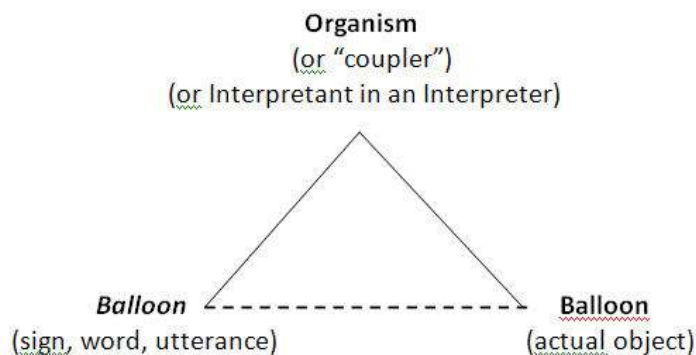 Organism
(or “coupler”)
(or Interpretant in an Interpreter)
Balloon
Balloon
(sign, word, utterance)
(actual object)